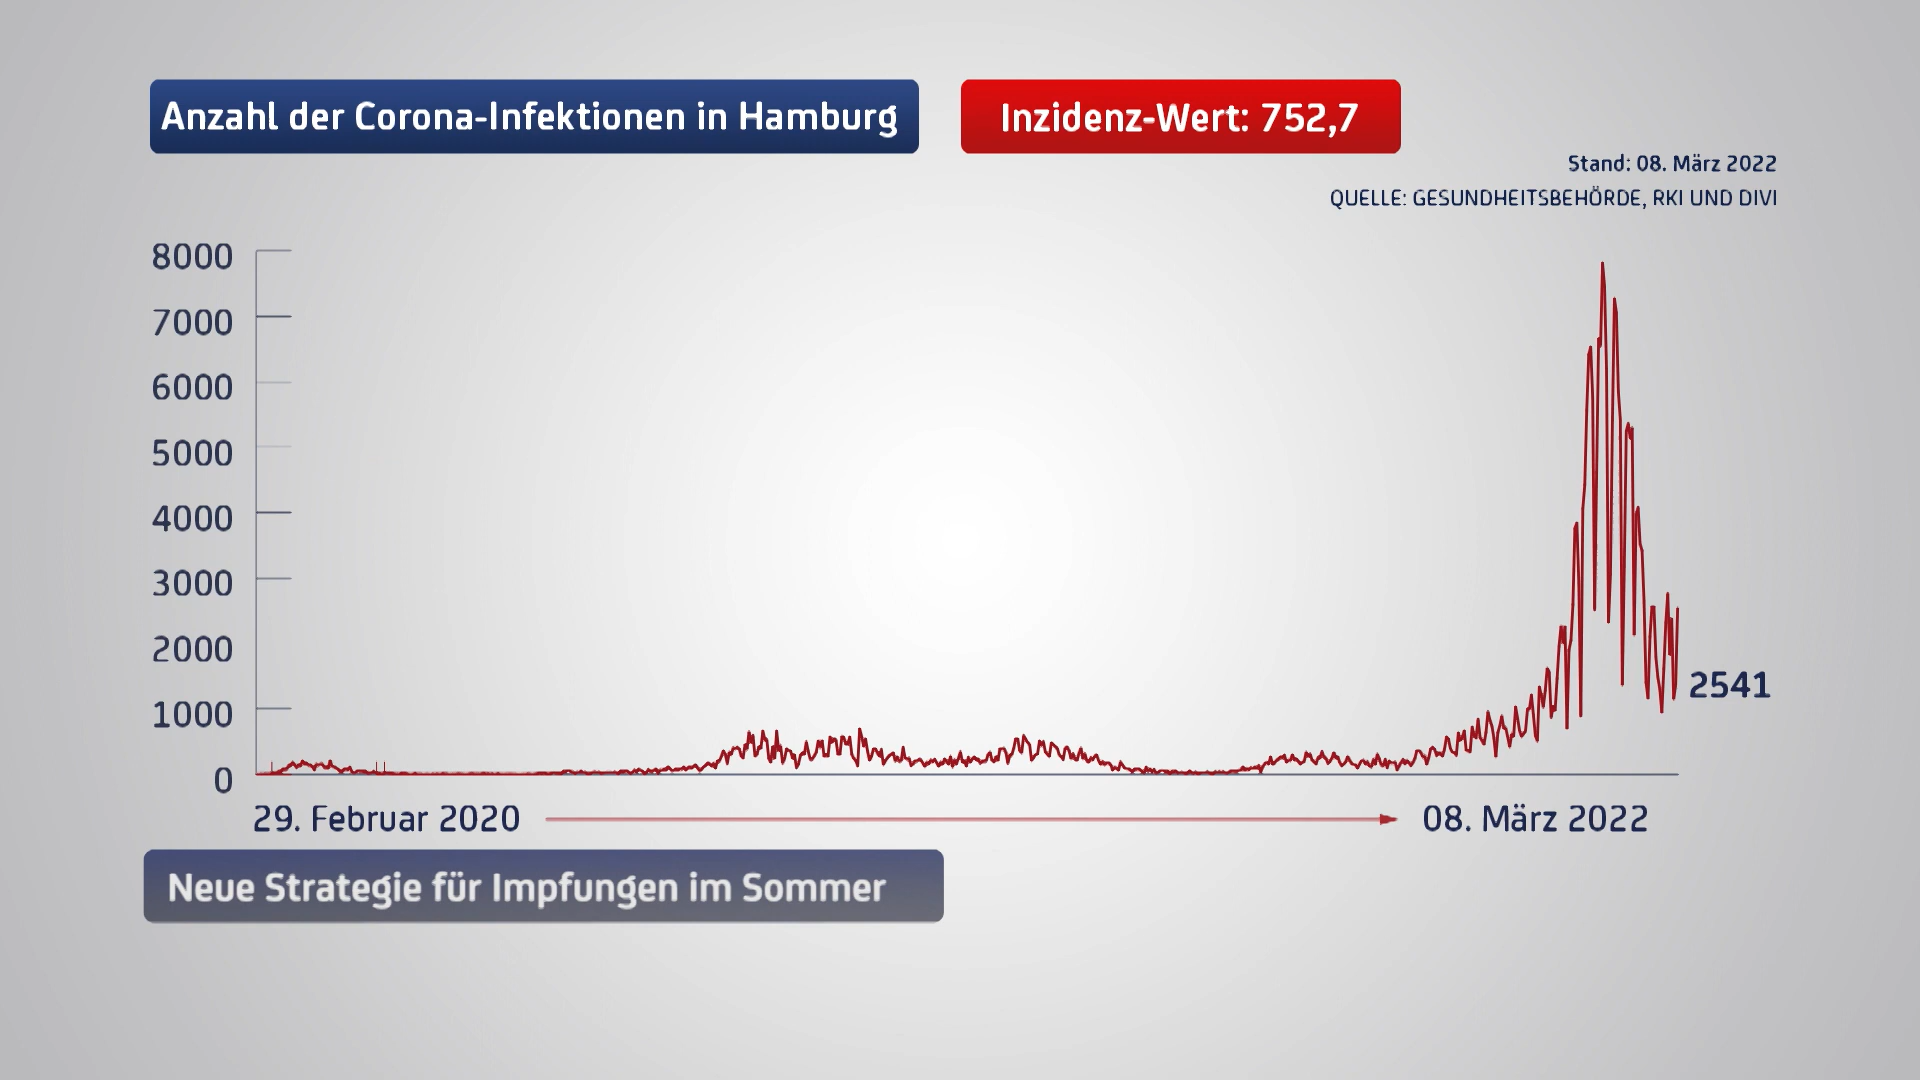 Anzahl der Corona-Infektionen in Hamburg
Inzidenz-Wert: 752,7
Stand: 08. März 2022
QUELLE: GESUNDHEITSBEHÖRDE, RKI UND DIVI
8000
7000
6000
5000
4000
3000
2000
1000
0
2541
29. Februar 2020
08. März 2022
Neue Strategie für Impfungen im Sommer